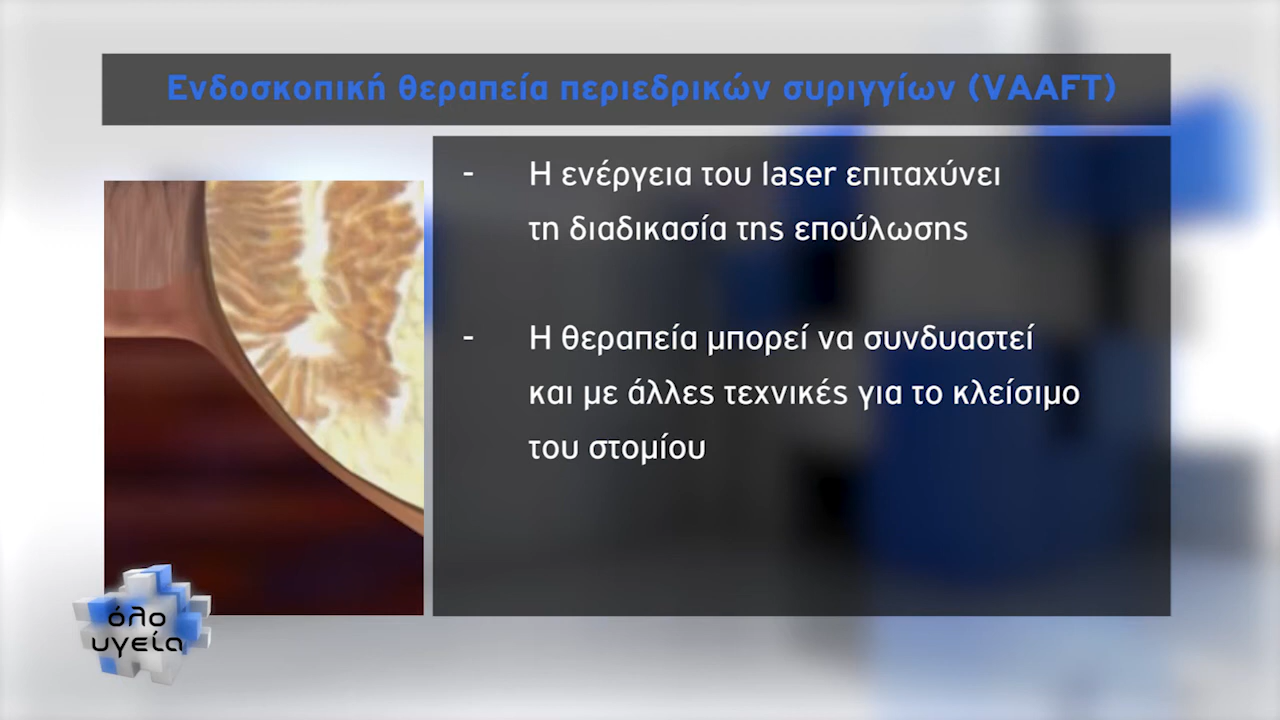 Ενδοσκοπική θεραπεία περιεδρικών συριγγίων (VAAFT)
- Η ενέργεια του laser επιταχύνει
τη διαδικασία της επούλωσης
- Η θεραπεία μπορεί να συνδυαστεί
και με άλλες τεχνικές για το κλείσιμο
του στομίου
όλο
υγεία